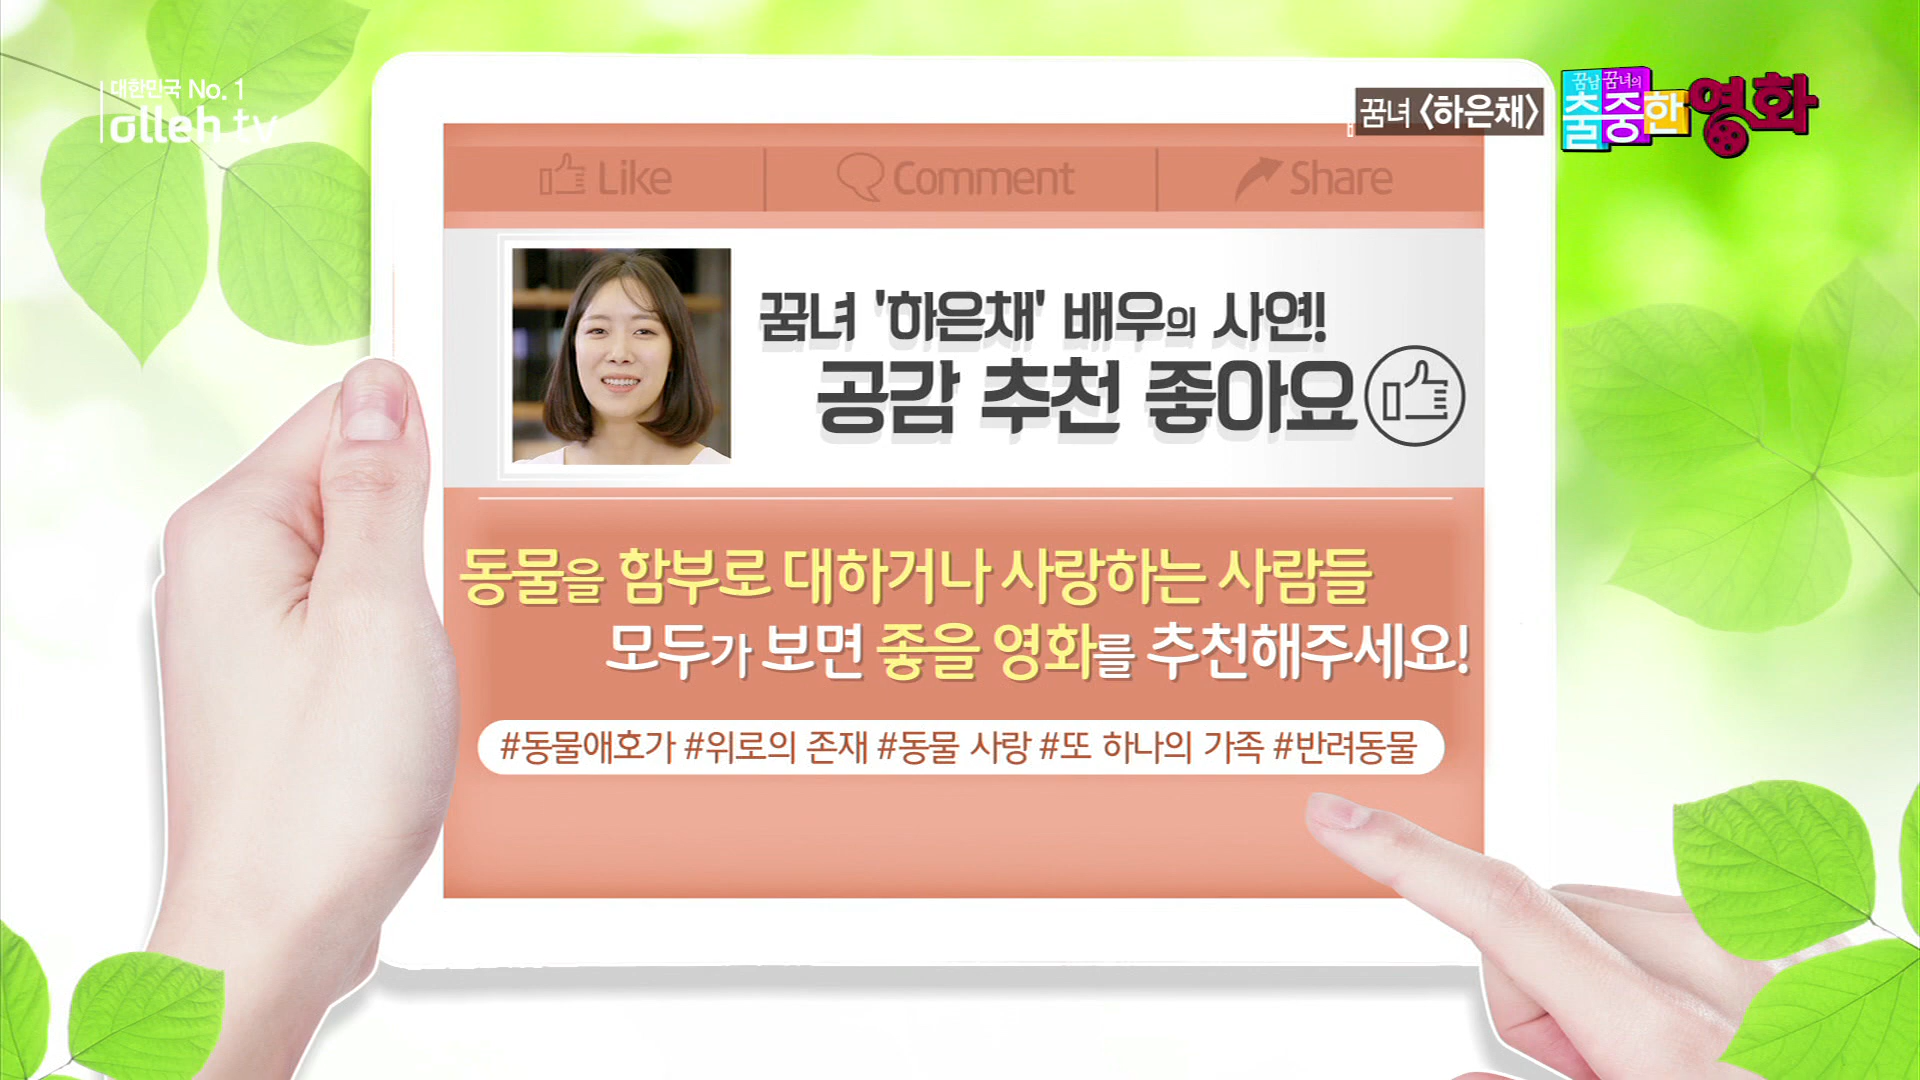 대한민국 No. 1
olleh tv
꿈녀 <하은채>
꿈남 꿈녀의
출중한 영화
Like
Comment
Share
꿈녀 '하은채' 배우의 사연!
공감 추천 좋아요
동물을 함부로 대하거나 사랑하는 사람들
모두가 보면 좋을 영화를 추천해주세요!
#동물애호가 #위로의 존재 #동물 사랑 #또 하나의 가족 #반려동물